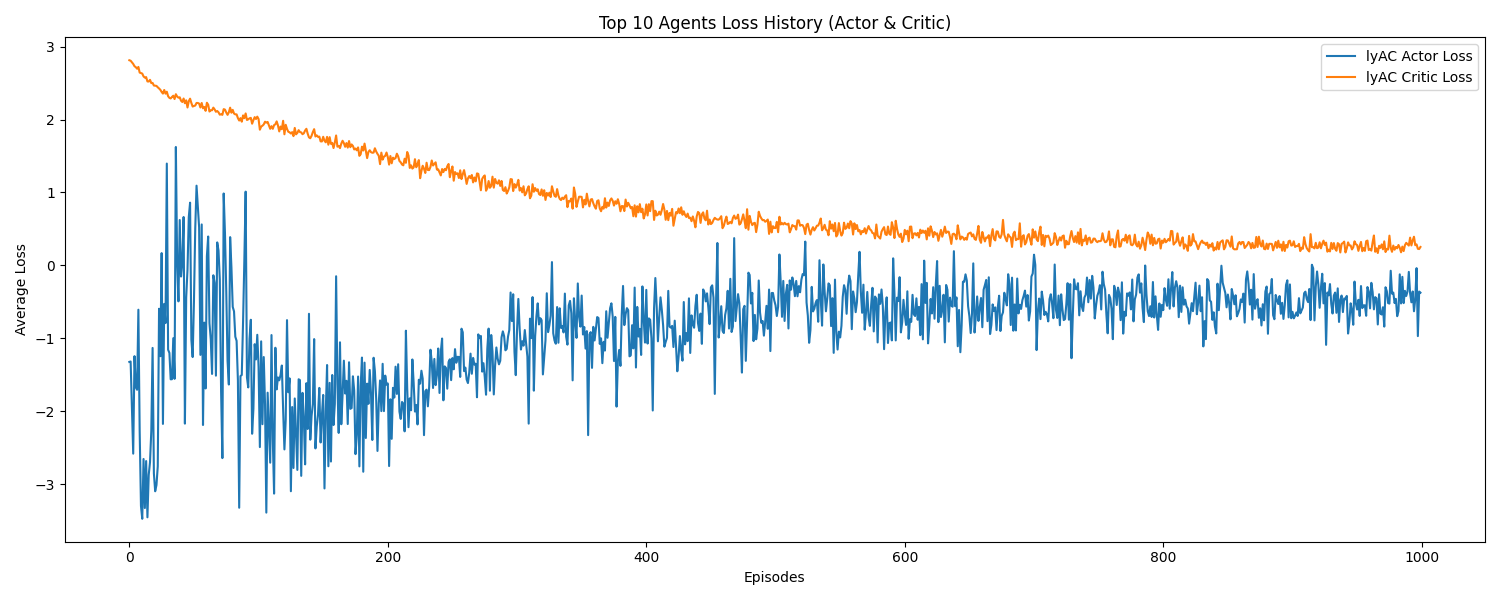 Top 10 Agents Loss History (Actor & Critic)
lyAC Actor Loss
lyAC Critic Loss
Average Loss
3
2
1
0
−1
−2
−3
0
200
400
600
800
1000
Episodes